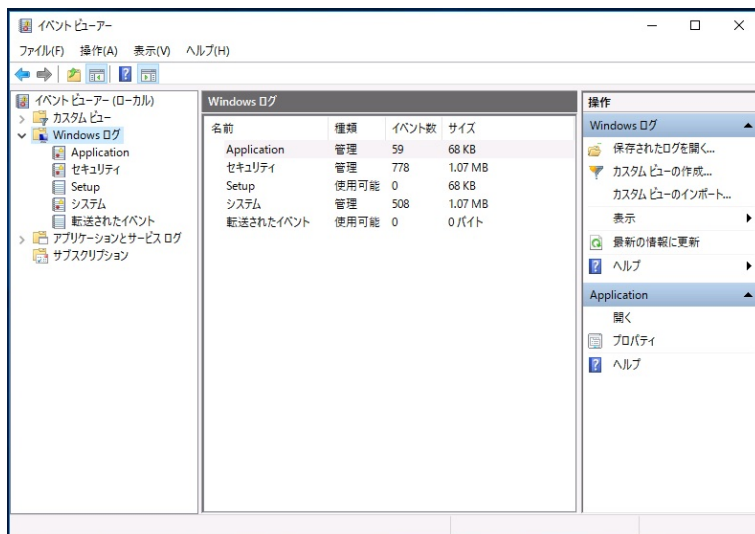 イベント ビューアー
ファイル(F) 操作(A) 表示(V) ヘルプ(H)
イベント ビューアー (ローカル)
カスタム ビュー
Windows ログ
Application
セキュリティ
Setup
システム
転送されたイベント
アプリケーションとサービス ログ
サブスクリプション
Windows ログ
名前 種類 イベント数 サイズ
Application 管理 59 68 KB
セキュリティ 管理 778 1.07 MB
Setup 使用可能 0 68 KB
システム 管理 508 1.07 MB
転送されたイベント 使用可能 0 0 バイト
操作
Windows ログ
保存されたログを開く...
カスタム ビューの作成...
カスタム ビューのインポート...
表示
最新の情報に更新
ヘルプ
Application
開く
プロパティ
ヘルプ